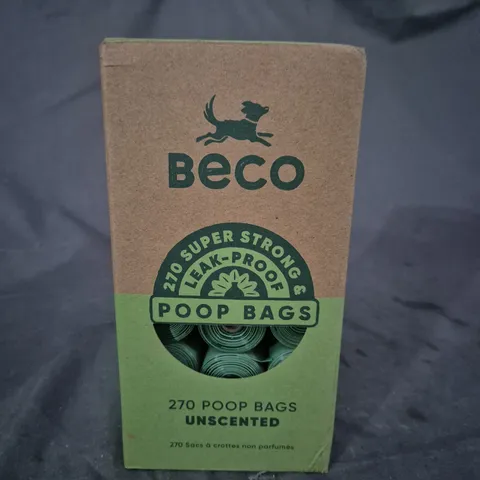 Beco
270 SUPER STRONG &
LEAK-PROOF
POOP BAGS
270 POOP BAGS
UNSCENTED
270 Sacs à crottes non parfumés